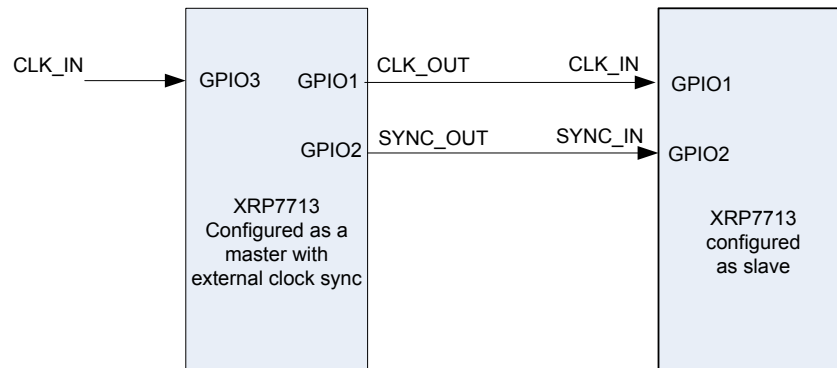 CLK_IN
GPIO3
GPIO1
CLK_OUT
CLK_IN
GPIO1
GPIO2
SYNC_OUT
SYNC_IN
GPIO2
XRP7713
Configured as a
master with
external clock sync
XRP7713
configured
as slave